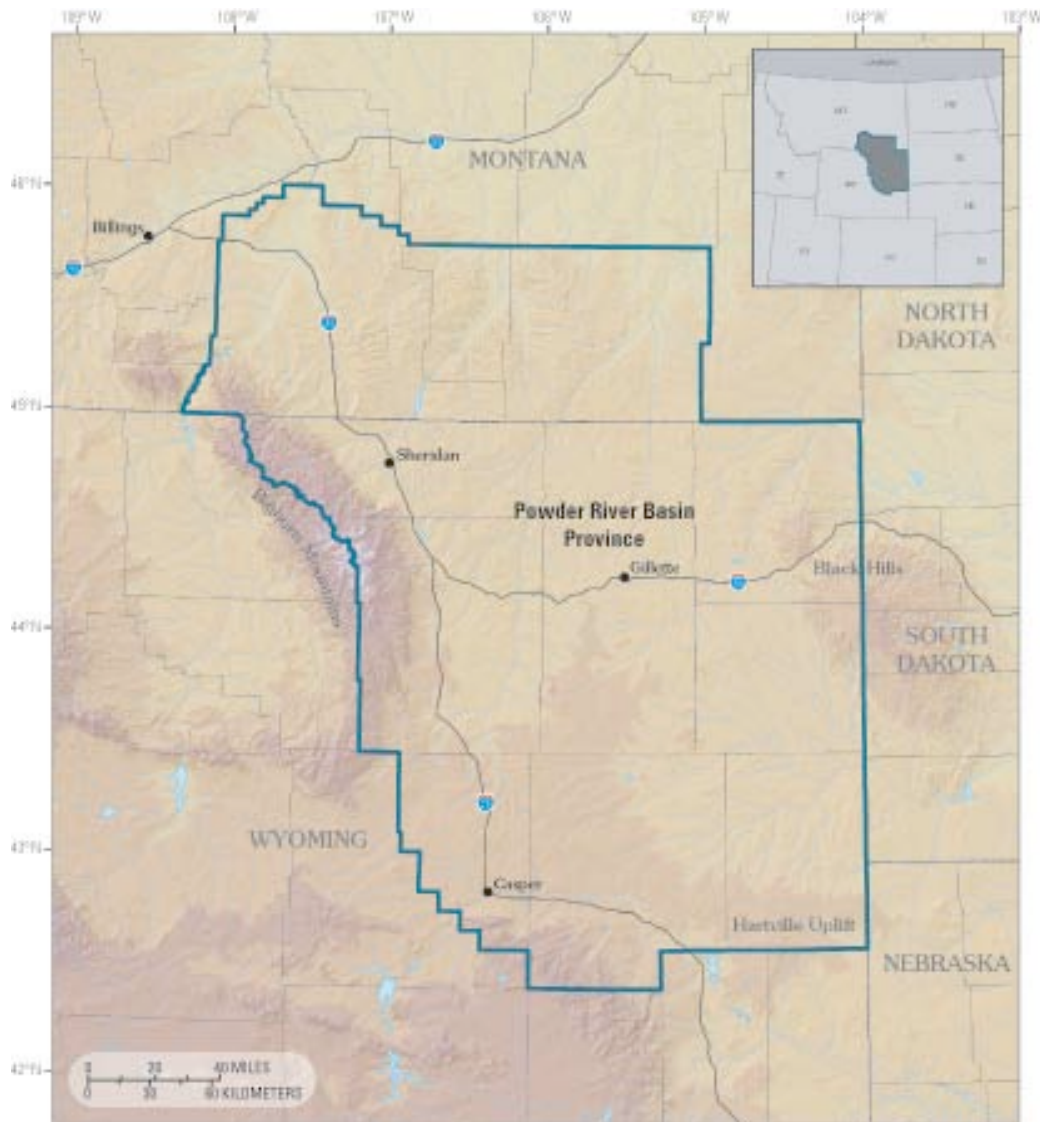 109°W
108°W
107°W
106°W
105°W
104°W
103°W
MONTANA
46°N
Billings
NORTH
DAKOTA
45°N
Sheridan
Powder River Basin
Province
Gillette
Bighorn Mountains
Black Hills
44°N
SOUTH
DAKOTA
WYOMING
43°N
Casper
Hartville Uplift
NEBRASKA
42°N
0 20 40 MILES
0 30 60 KILOMETERS